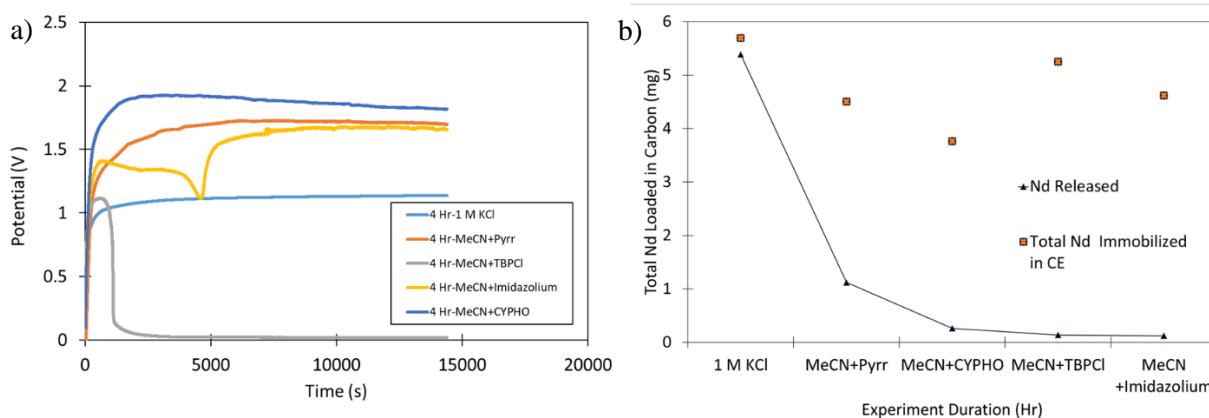 a)
2.5
2
1.5
1
0.5
0
Potential (V )
0
5000
10000
15000
20000
Time (s)
4 Hr-1 M KCl
4 Hr-MeCN+Pyrr
4 Hr-MeCN+TBPCl
4 Hr-MeCN+Imidazolium
4 Hr-MeCN+CYPHO
b)
6
5
4
3
2
1
0
Total Nd Loaded in Carbon (mg)
Nd Released
Total Nd Immobilized
in CE
1 M KCl
MeCN+Pyrr
MeCN+CYPHO
MeCN+TBPCl
MeCN
+Imidazolium
Experiment Duration (Hr)